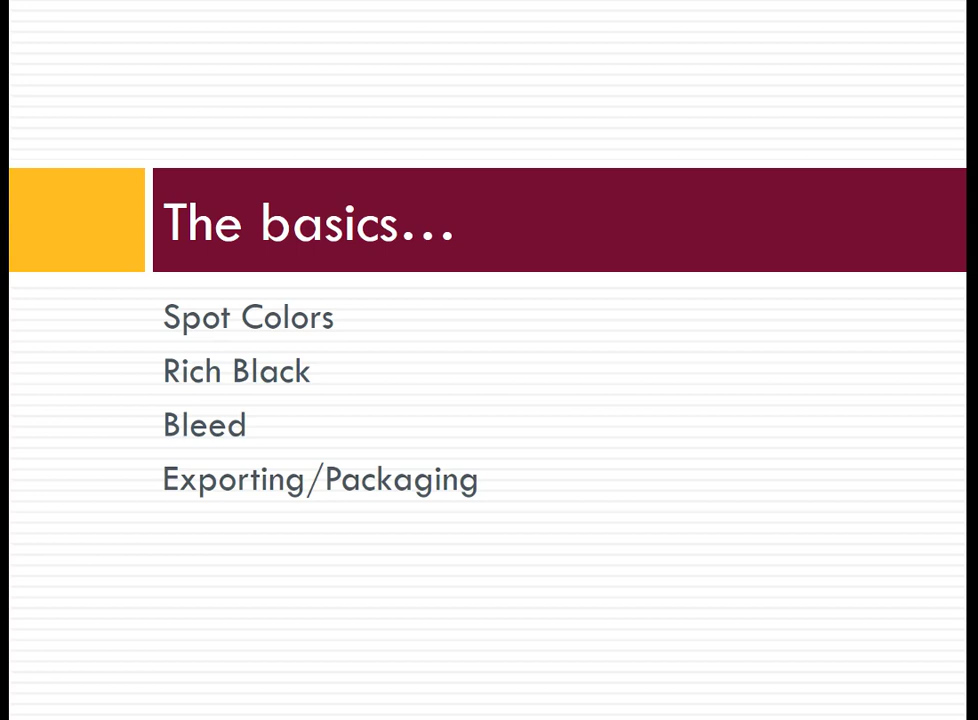 The basics…
Spot Colors
Rich Black
Bleed
Exporting/Packaging